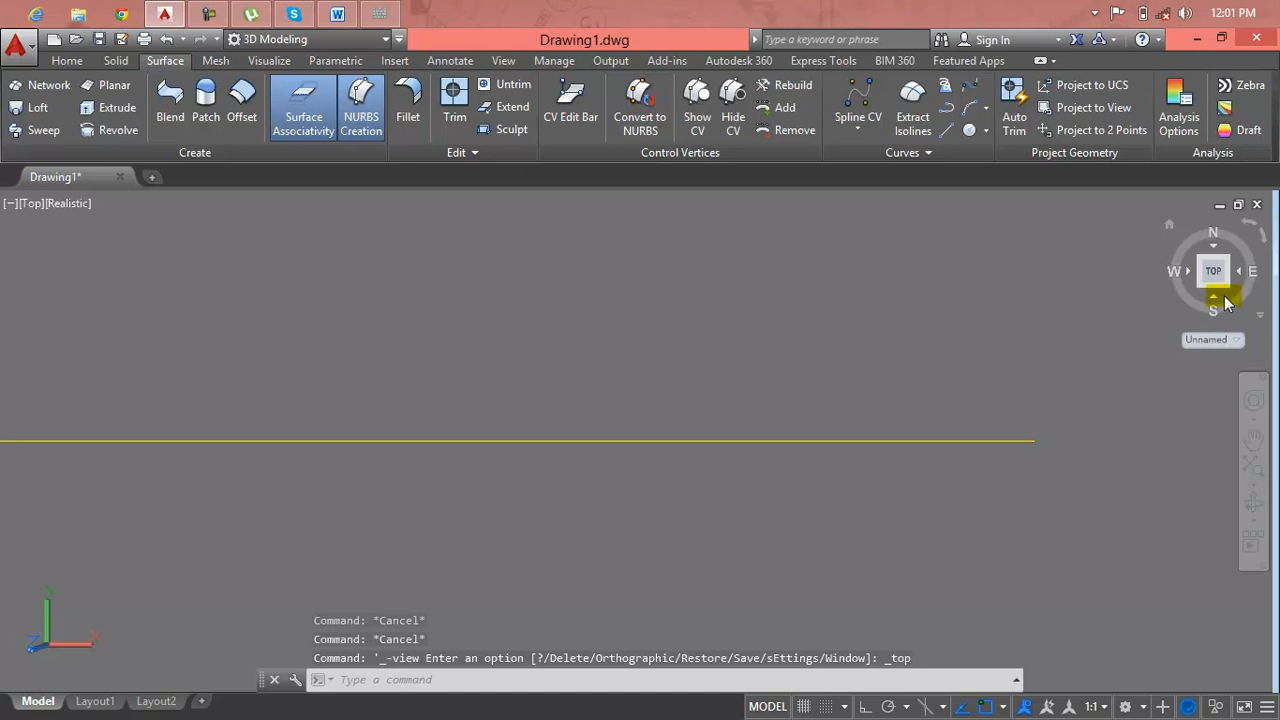 12:01 PM
3D Modeling
Drawing1.dwg
Type a keyword or phrase
Sign In
Home Solid Surface Mesh Visualize Parametric Insert Annotate View Manage Output Add-ins Autodesk 360 Express Tools BIM 360 Featured Apps
Network Planar
Loft Extrude
Sweep Revolve
Blend Patch Offset
Surface Associativity
NURBS Creation
Fillet Trim
Untrim
Extend
Sculpt
CV Edit Bar
Convert to NURBS
Show CV
Hide CV
Rebuild
Add
Remove
Spline CV
Extract Isolines
Auto Trim
Project to UCS
Project to View
Project to 2 Points
Analysis Options
Zebra
Draft
Create Edit Control Vertices Curves Project Geometry Analysis
Drawing1*
[−][Top][Realistic]
N
W TOP E
S
Unnamed
Y
Z X
Command: *Cancel*
Command: *Cancel*
Command: '_-view Enter an option [?/Delete/Orthographic/Restore/Save/sEttings/Window]: _top
Type a command
Model Layout1 Layout2 MODEL 1:1